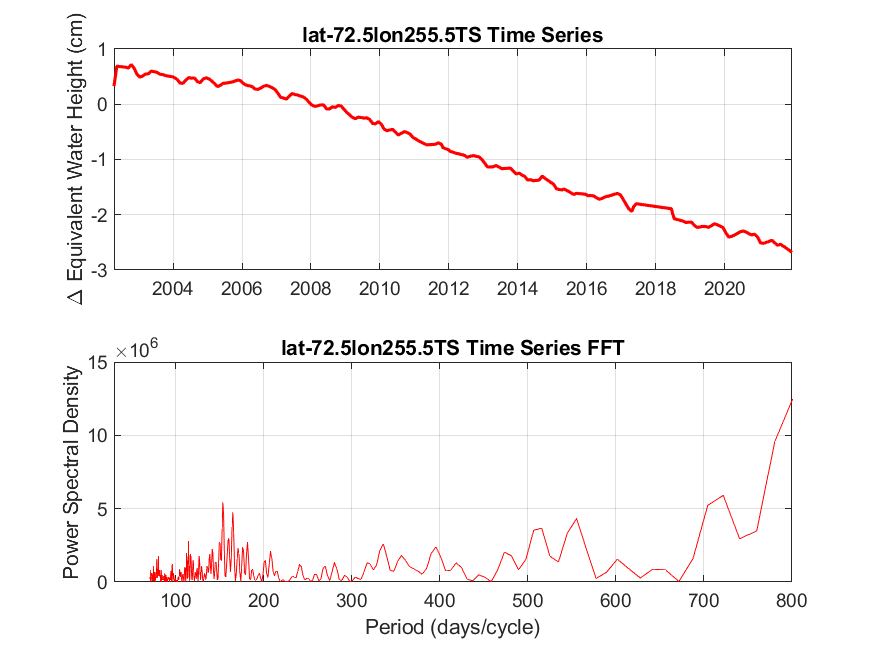 lat-72.5lon255.5TS Time Series
Δ Equivalent Water Height (cm)
1
0
-1
-2
-3
2004 2006 2008 2010 2012 2014 2016 2018 2020
lat-72.5lon255.5TS Time Series FFT
×10⁶
Power Spectral Density
15
10
5
0
100 200 300 400 500 600 700 800
Period (days/cycle)